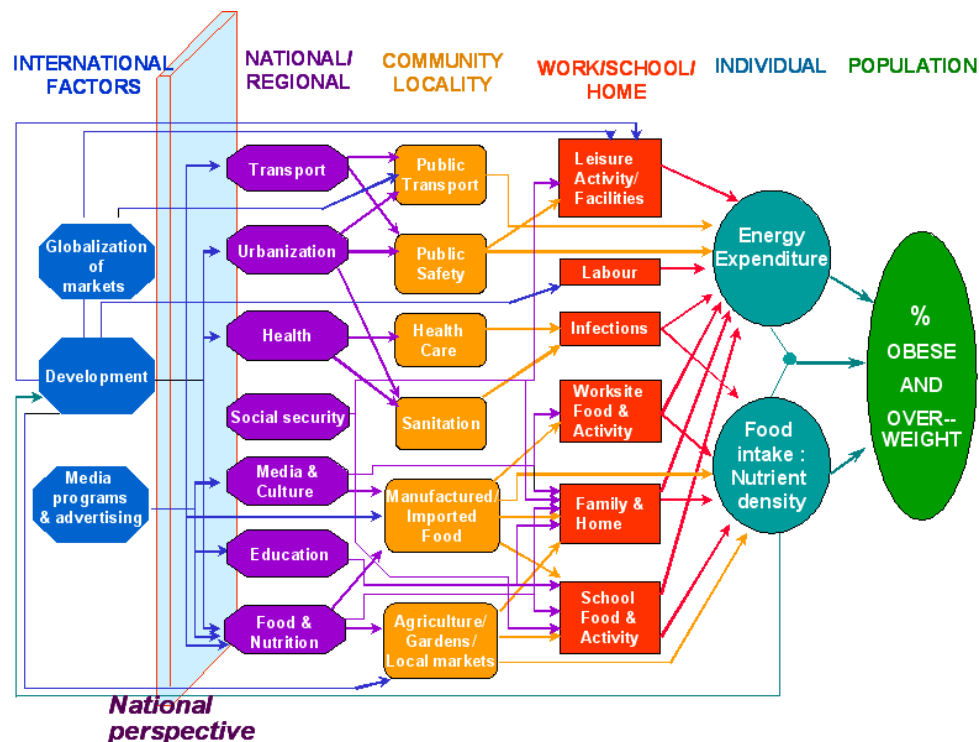 INTERNATIONAL
FACTORS
NATIONAL/
REGIONAL
COMMUNITY
LOCALITY
WORK/SCHOOL/
HOME
INDIVIDUAL
POPULATION
Globalization
of
markets
Development
Media
programs
& advertising
Transport
Urbanization
Health
Social security
Media &
Culture
Education
Food &
Nutrition
National
perspective
Public
Transport
Public
Safety
Health
Care
Sanitation
Manufactured/
Imported
Food
Agriculture/
Gardens/
Local markets
Leisure
Activity/
Facilities
Labour
Infections
Worksite
Food &
Activity
Family &
Home
School
Food &
Activity
Energy
Expenditure
Food
intake :
Nutrient
density
%
OBESE
AND
OVER--
WEIGHT